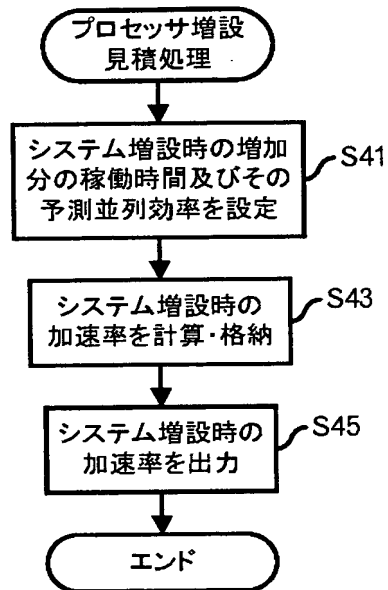 プロセッサ増設
見積処理
システム増設時の増加
分の稼働時間及びその
予測並列効率を設定
S41
システム増設時の
加速率を計算・格納
S43
システム増設時の
加速率を出力
S45
エンド